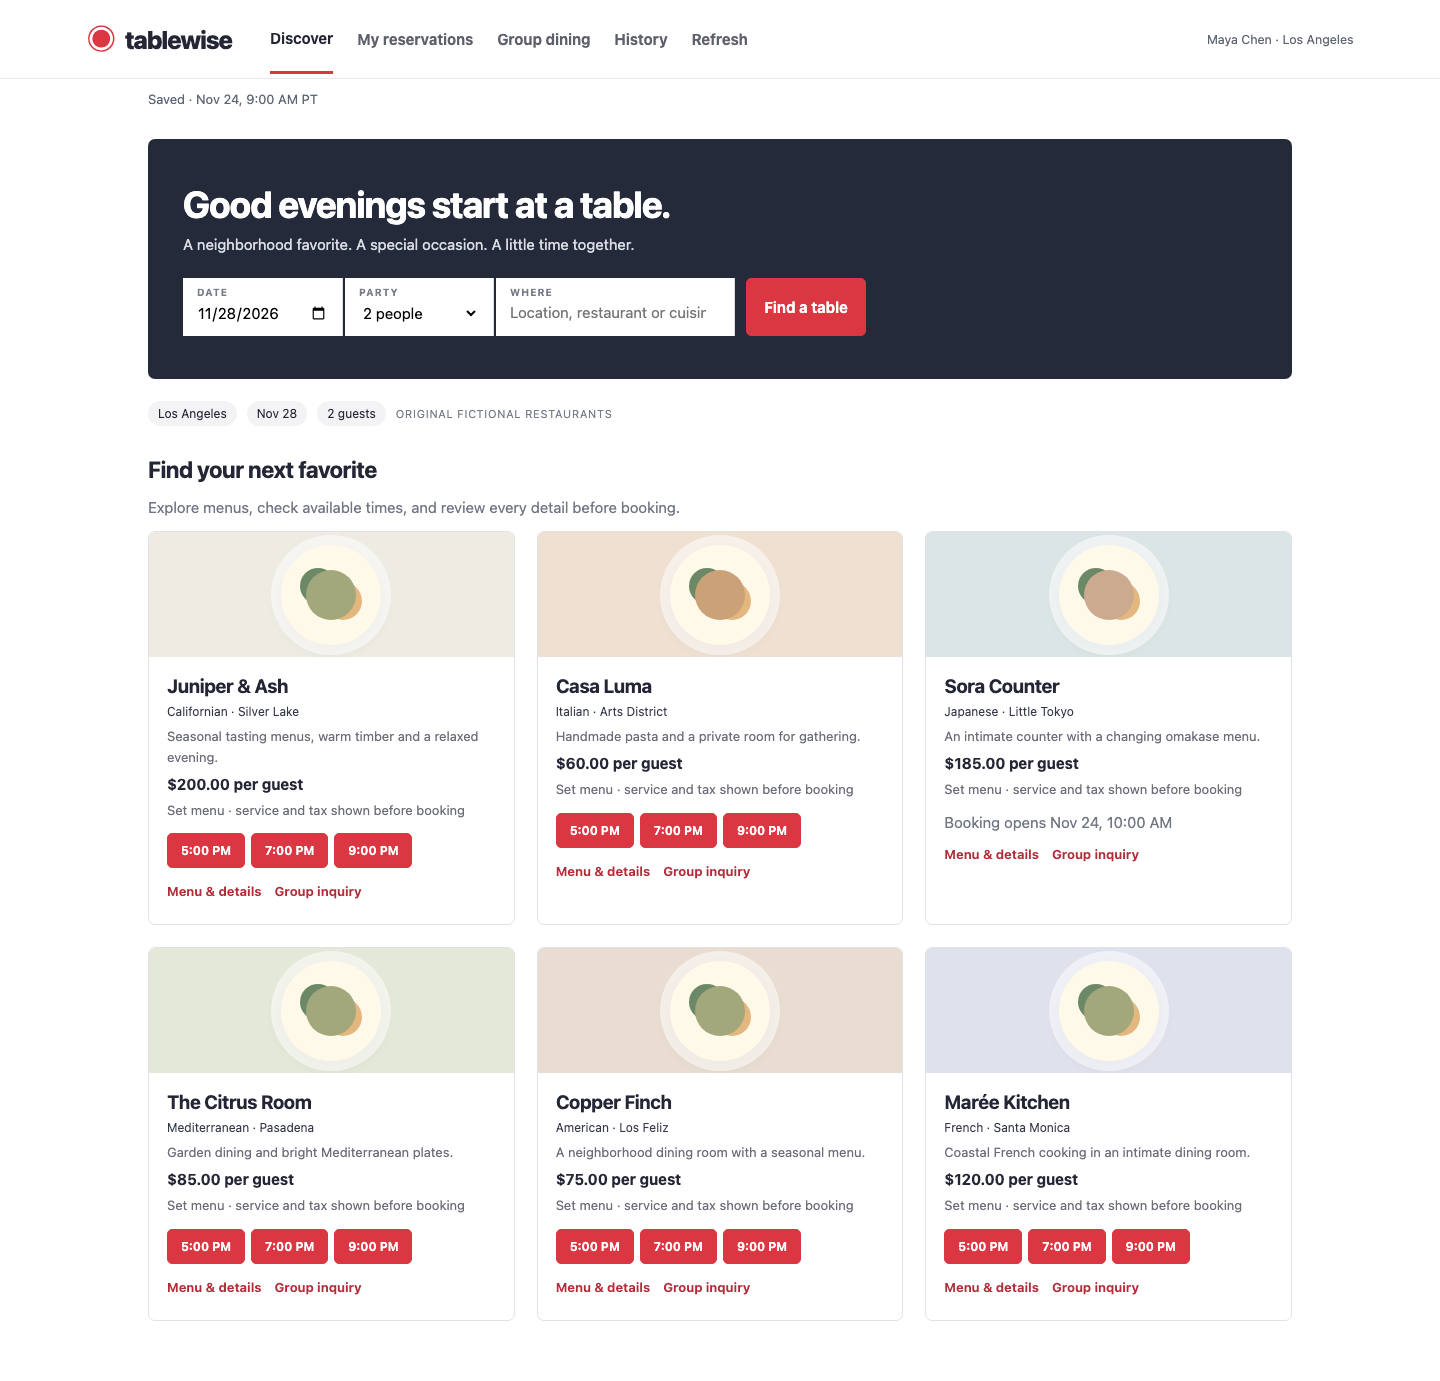 tablewise
Discover
My reservations
Group dining
History
Refresh
Maya Chen · Los Angeles
Saved · Nov 24, 9:00 AM PT
Good evenings start at a table.
A neighborhood favorite. A special occasion. A little time together.
DATE
11/28/2026
PARTY
2 people
WHERE
Location, restaurant or cuisir
Find a table
Los Angeles
Nov 28
2 guests
ORIGINAL FICTIONAL RESTAURANTS
Find your next favorite
Explore menus, check available times, and review every detail before booking.
Juniper & Ash
Californian · Silver Lake
Seasonal tasting menus, warm timber and a relaxed
evening.
$200.00 per guest
Set menu · service and tax shown before booking
5:00 PM
7:00 PM
9:00 PM
Menu & details
Group inquiry
Casa Luma
Italian · Arts District
Handmade pasta and a private room for gathering.
$60.00 per guest
Set menu · service and tax shown before booking
5:00 PM
7:00 PM
9:00 PM
Menu & details
Group inquiry
Sora Counter
Japanese · Little Tokyo
An intimate counter with a changing omakase menu.
$185.00 per guest
Set menu · service and tax shown before booking
Booking opens Nov 24, 10:00 AM
Menu & details
Group inquiry
The Citrus Room
Mediterranean · Pasadena
Garden dining and bright Mediterranean plates.
$85.00 per guest
Set menu · service and tax shown before booking
5:00 PM
7:00 PM
9:00 PM
Menu & details
Group inquiry
Copper Finch
American · Los Feliz
A neighborhood dining room with a seasonal menu.
$75.00 per guest
Set menu · service and tax shown before booking
5:00 PM
7:00 PM
9:00 PM
Menu & details
Group inquiry
Marée Kitchen
French · Santa Monica
Coastal French cooking in an intimate dining room.
$120.00 per guest
Set menu · service and tax shown before booking
5:00 PM
7:00 PM
9:00 PM
Menu & details
Group inquiry